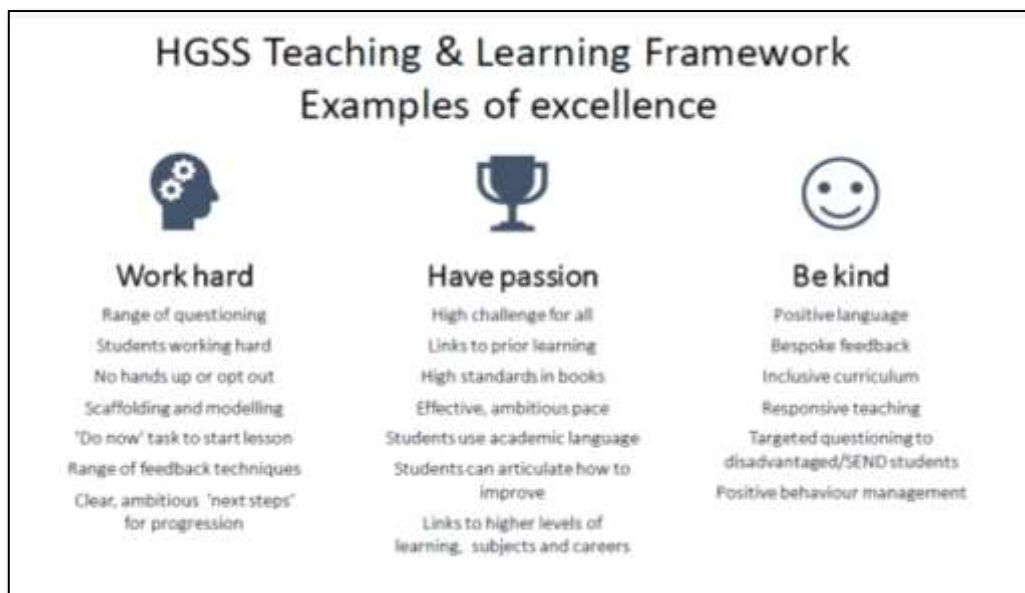 HGSS Teaching & Learning Framework
Examples of excellence
Work hard
Range of questioning
Students working hard
No hands up or opt out
Scaffolding and modelling
'Do now' task to start lesson
Range of feedback techniques
Clear, ambitious 'next steps'
for progression
Have passion
High challenge for all
Links to prior learning
High standards in books
Effective, ambitious pace
Students use academic language
Students can articulate how to
improve
Links to higher levels of
learning, subjects and careers
Be kind
Positive language
Bespoke feedback
Inclusive curriculum
Responsive teaching
Targeted questioning to
disadvantaged/SEND students
Positive behaviour management